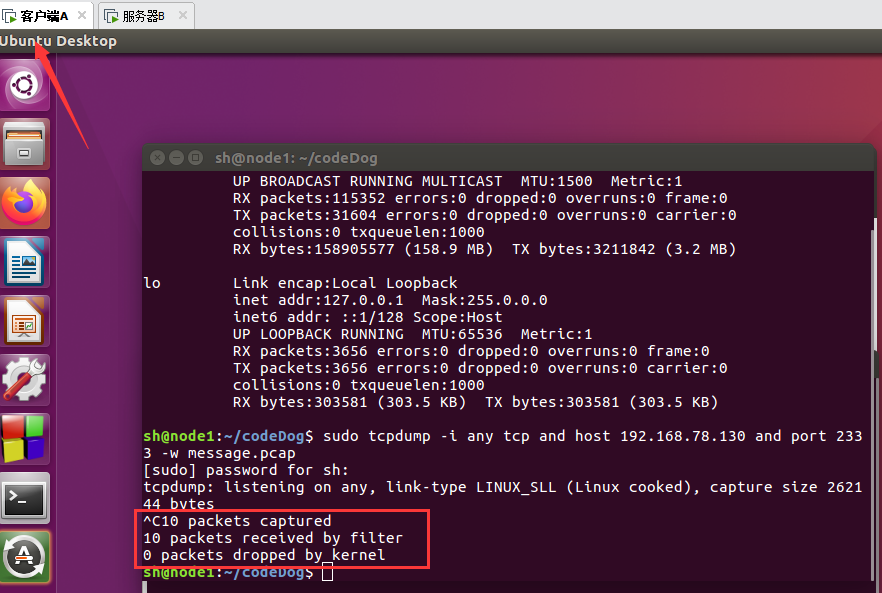 客户端A
服务器B
Ubuntu Desktop
sh@node1: ~/codeDog
UP BROADCAST RUNNING MULTICAST  MTU:1500  Metric:1
RX packets:115352 errors:0 dropped:0 overruns:0 frame:0
TX packets:31604 errors:0 dropped:0 overruns:0 carrier:0
collisions:0 txqueuelen:1000
RX bytes:158905577 (158.9 MB)  TX bytes:3211842 (3.2 MB)
lo        Link encap:Local Loopback
inet addr:127.0.0.1  Mask:255.0.0.0
inet6 addr: ::1/128 Scope:Host
UP LOOPBACK RUNNING  MTU:65536  Metric:1
RX packets:3656 errors:0 dropped:0 overruns:0 frame:0
TX packets:3656 errors:0 dropped:0 overruns:0 carrier:0
collisions:0 txqueuelen:1000
RX bytes:303581 (303.5 KB)  TX bytes:303581 (303.5 KB)
sh@node1:~/codeDog$ sudo tcpdump -i any tcp and host 192.168.78.130 and port 233
3 -w message.pcap
[sudo] password for sh:
tcpdump: listening on any, link-type LINUX_SLL (Linux cooked), capture size 2621
44 bytes
^C10 packets captured
10 packets received by filter
0 packets dropped by kernel
sh@node1:~/codeDog$